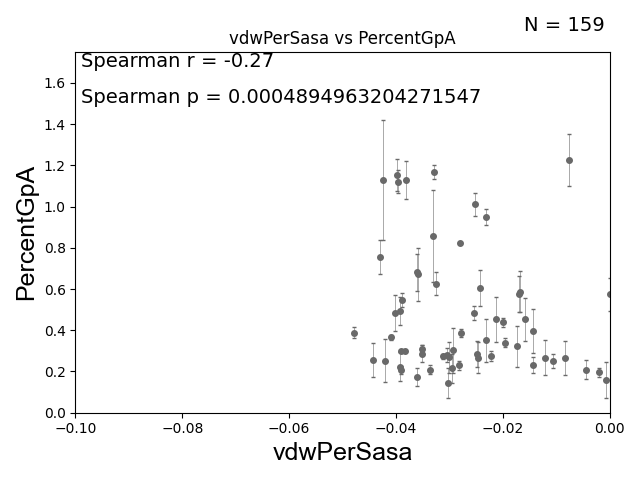 N = 159
vdwPerSasa vs PercentGpA
Spearman r = -0.27
Spearman p = 0.0004894963204271547
1.6
1.4
1.2
1.0
0.8
0.6
0.4
0.2
0.0
PercentGpA
−0.10 −0.08 −0.06 −0.04 −0.02 0.00
vdwPerSasa